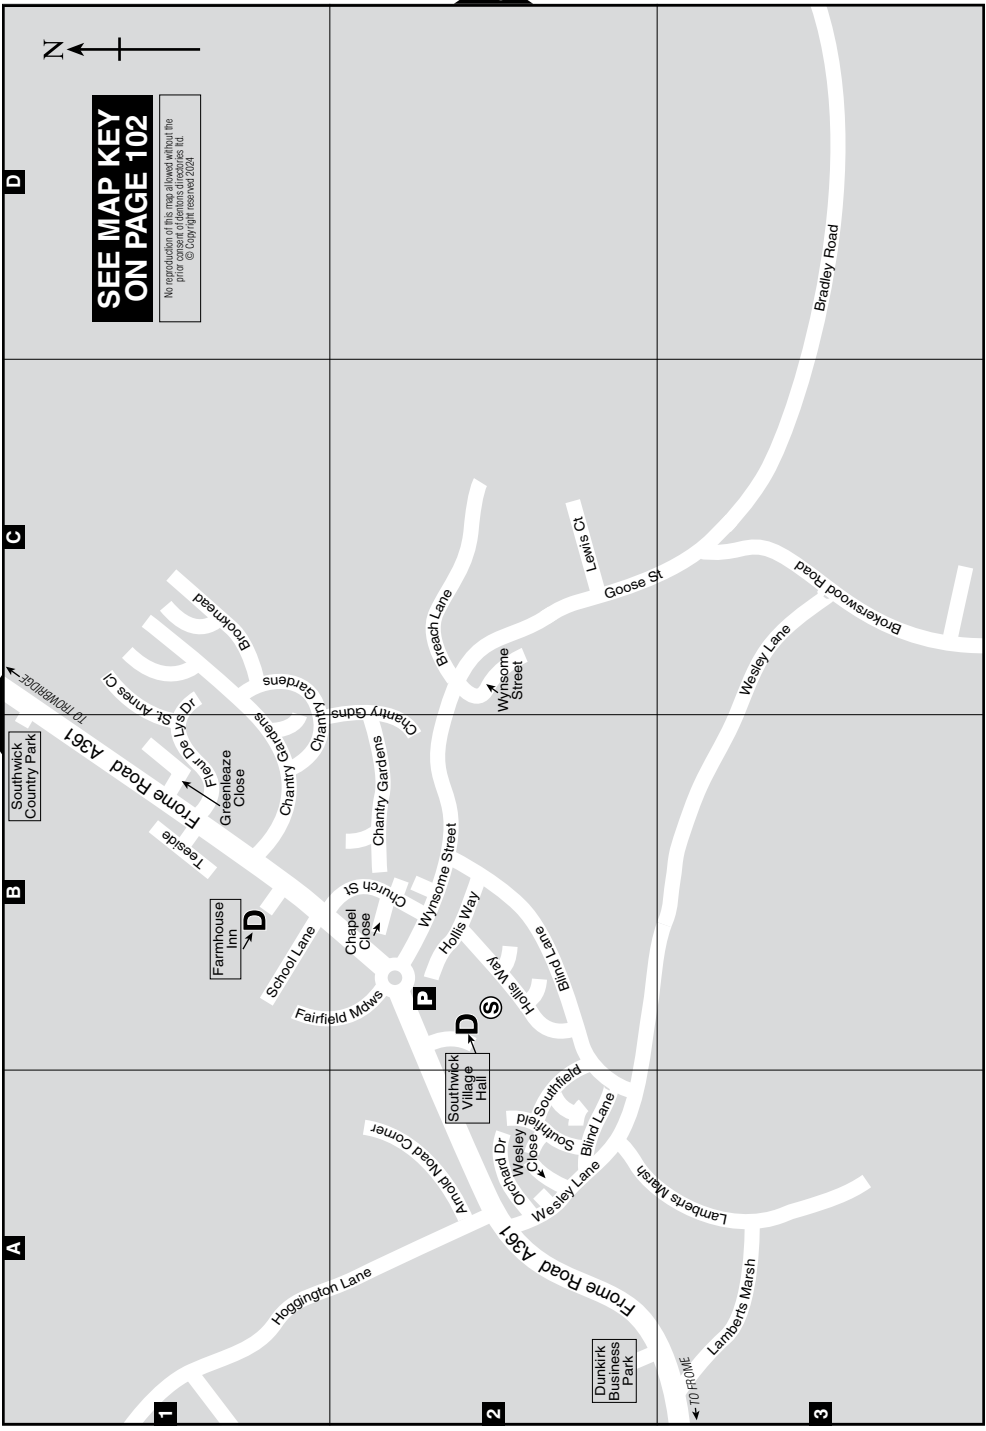 N
SEE MAP KEY
ON PAGE 102
No reproduction of this map allowed without the
prior consent of dentons directories ltd.
© Copyright reserved 2024
A
B
C
D
1
2
3
TO TROWBRIDGE
Southwick
Country Park
Frome Road A361
St. Annes Cl
Fleur De Lys Dr
Greenleaze
Close
Teeside
Brookmead
Chantry Gardens
Chantry Gardens
Chantry Gdns
Chantry Gardens
Farmhouse
Inn
D
School Lane
Church St
Chapel
Close
Fairfield Mdws
P
Wynsome Street
Hollis Way
Hollis Way
Blind Lane
Breach Lane
Wynsome
Street
Lewis Ct
Goose St
Bradley Road
Brokerswood Road
Wesley Lane
D
S
Southwick
Village
Hall
Arnold Noad Corner
Hoggington Lane
Orchard Dr
Wesley
Close
Southfield
Southfield
Blind Lane
Wesley Lane
Frome Road A361
Lamberts Marsh
Lamberts Marsh
Dunkirk
Business
Park
TO FROME